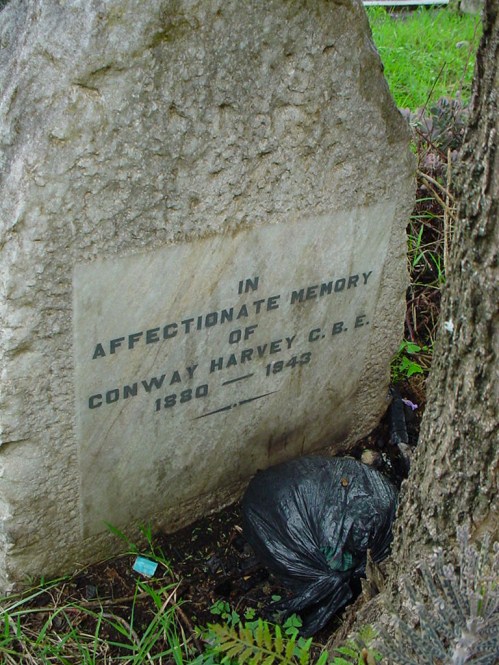 IN
AFFECTIONATE MEMORY
OF
CONWAY HARVEY C.B.E.
1880 — 1943